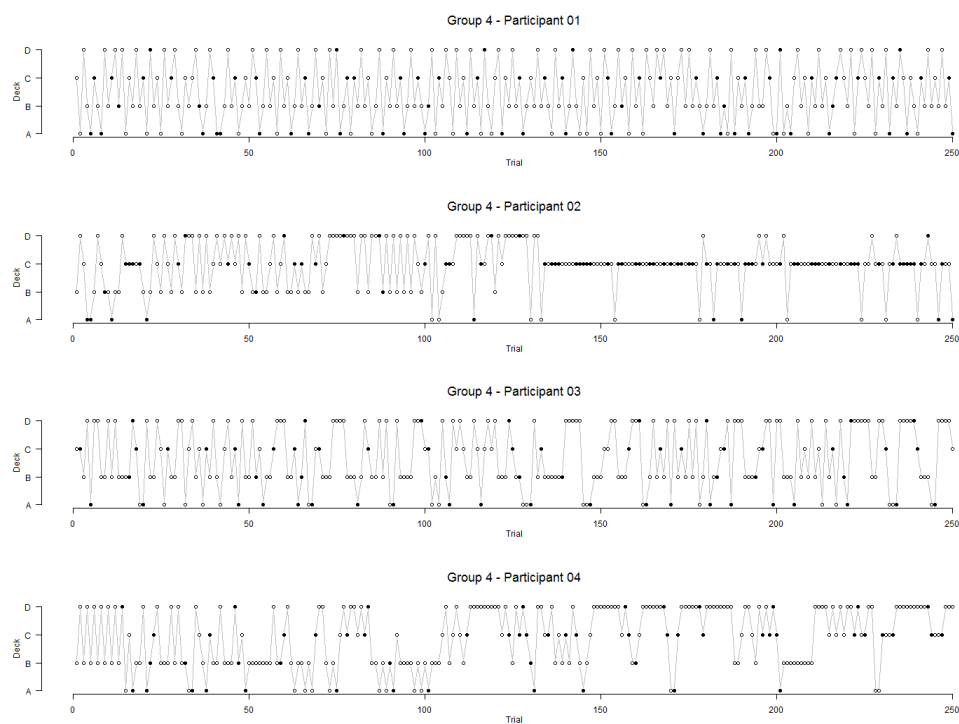 Group 4 - Participant 01
D
C
B
A
Deck
0 50 100 150 200 250
Trial
Group 4 - Participant 02
D
C
B
A
Deck
0 50 100 150 200 250
Trial
Group 4 - Participant 03
D
C
B
A
Deck
0 50 100 150 200 250
Trial
Group 4 - Participant 04
D
C
B
A
Deck
0 50 100 150 200 250
Trial